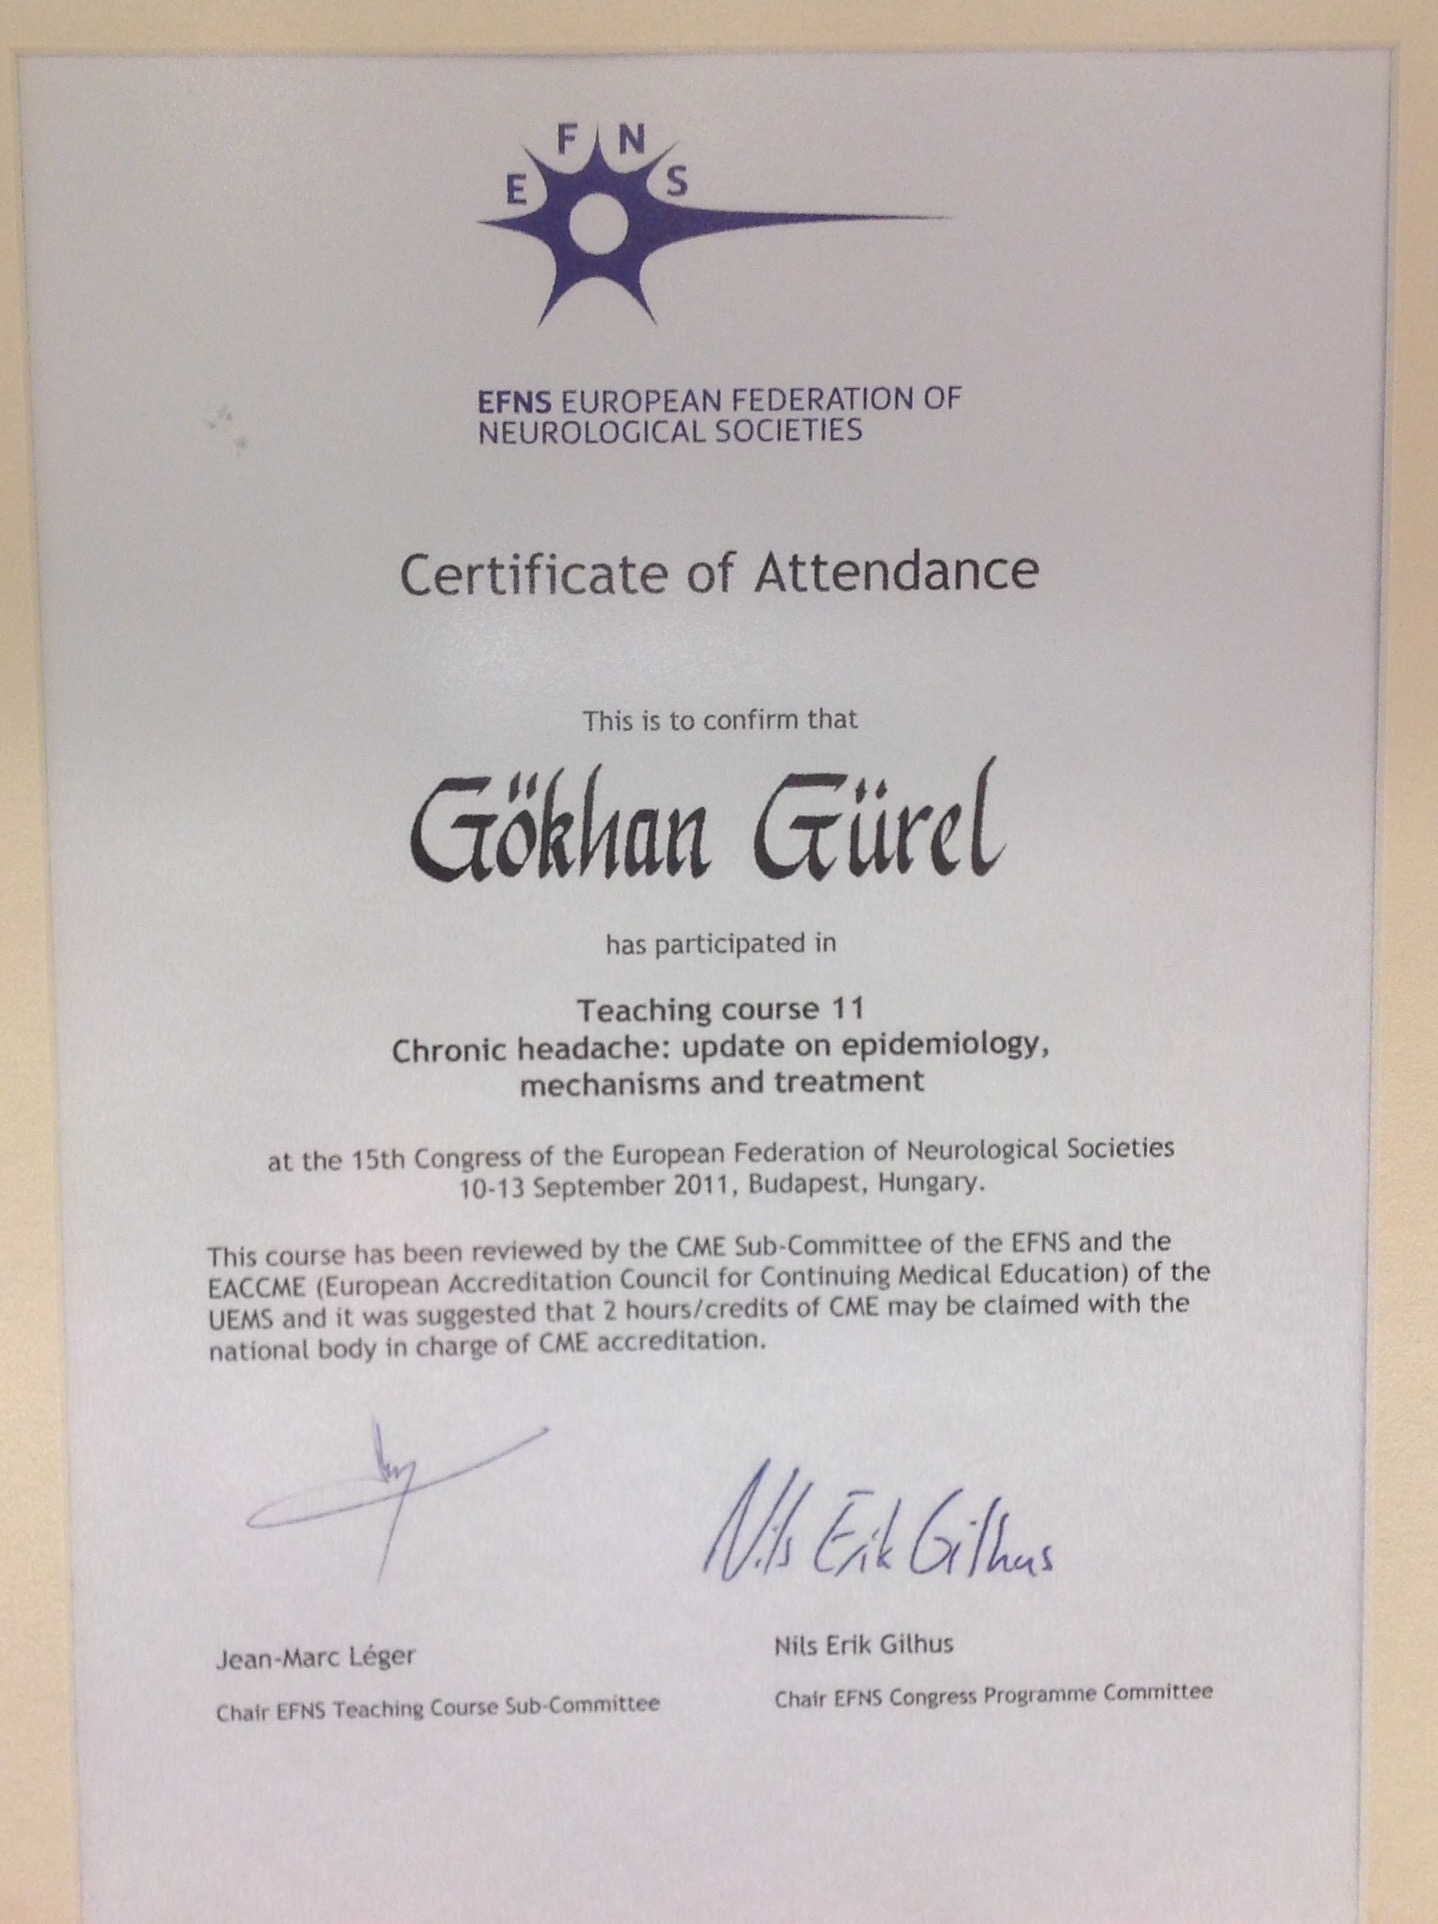 E F N S
EFNS EUROPEAN FEDERATION OF
NEUROLOGICAL SOCIETIES
Certificate of Attendance
This is to confirm that
Gökhan Gürel
has participated in
Teaching course 11
Chronic headache: update on epidemiology,
mechanisms and treatment
at the 15th Congress of the European Federation of Neurological Societies
10-13 September 2011, Budapest, Hungary.
This course has been reviewed by the CME Sub-Committee of the EFNS and the
EACCME (European Accreditation Council for Continuing Medical Education) of the
UEMS and it was suggested that 2 hours/credits of CME may be claimed with the
national body in charge of CME accreditation.
Nils Erik Gilhus
Jean-Marc Léger
Chair EFNS Teaching Course Sub-Committee
Nils Erik Gilhus
Chair EFNS Congress Programme Committee